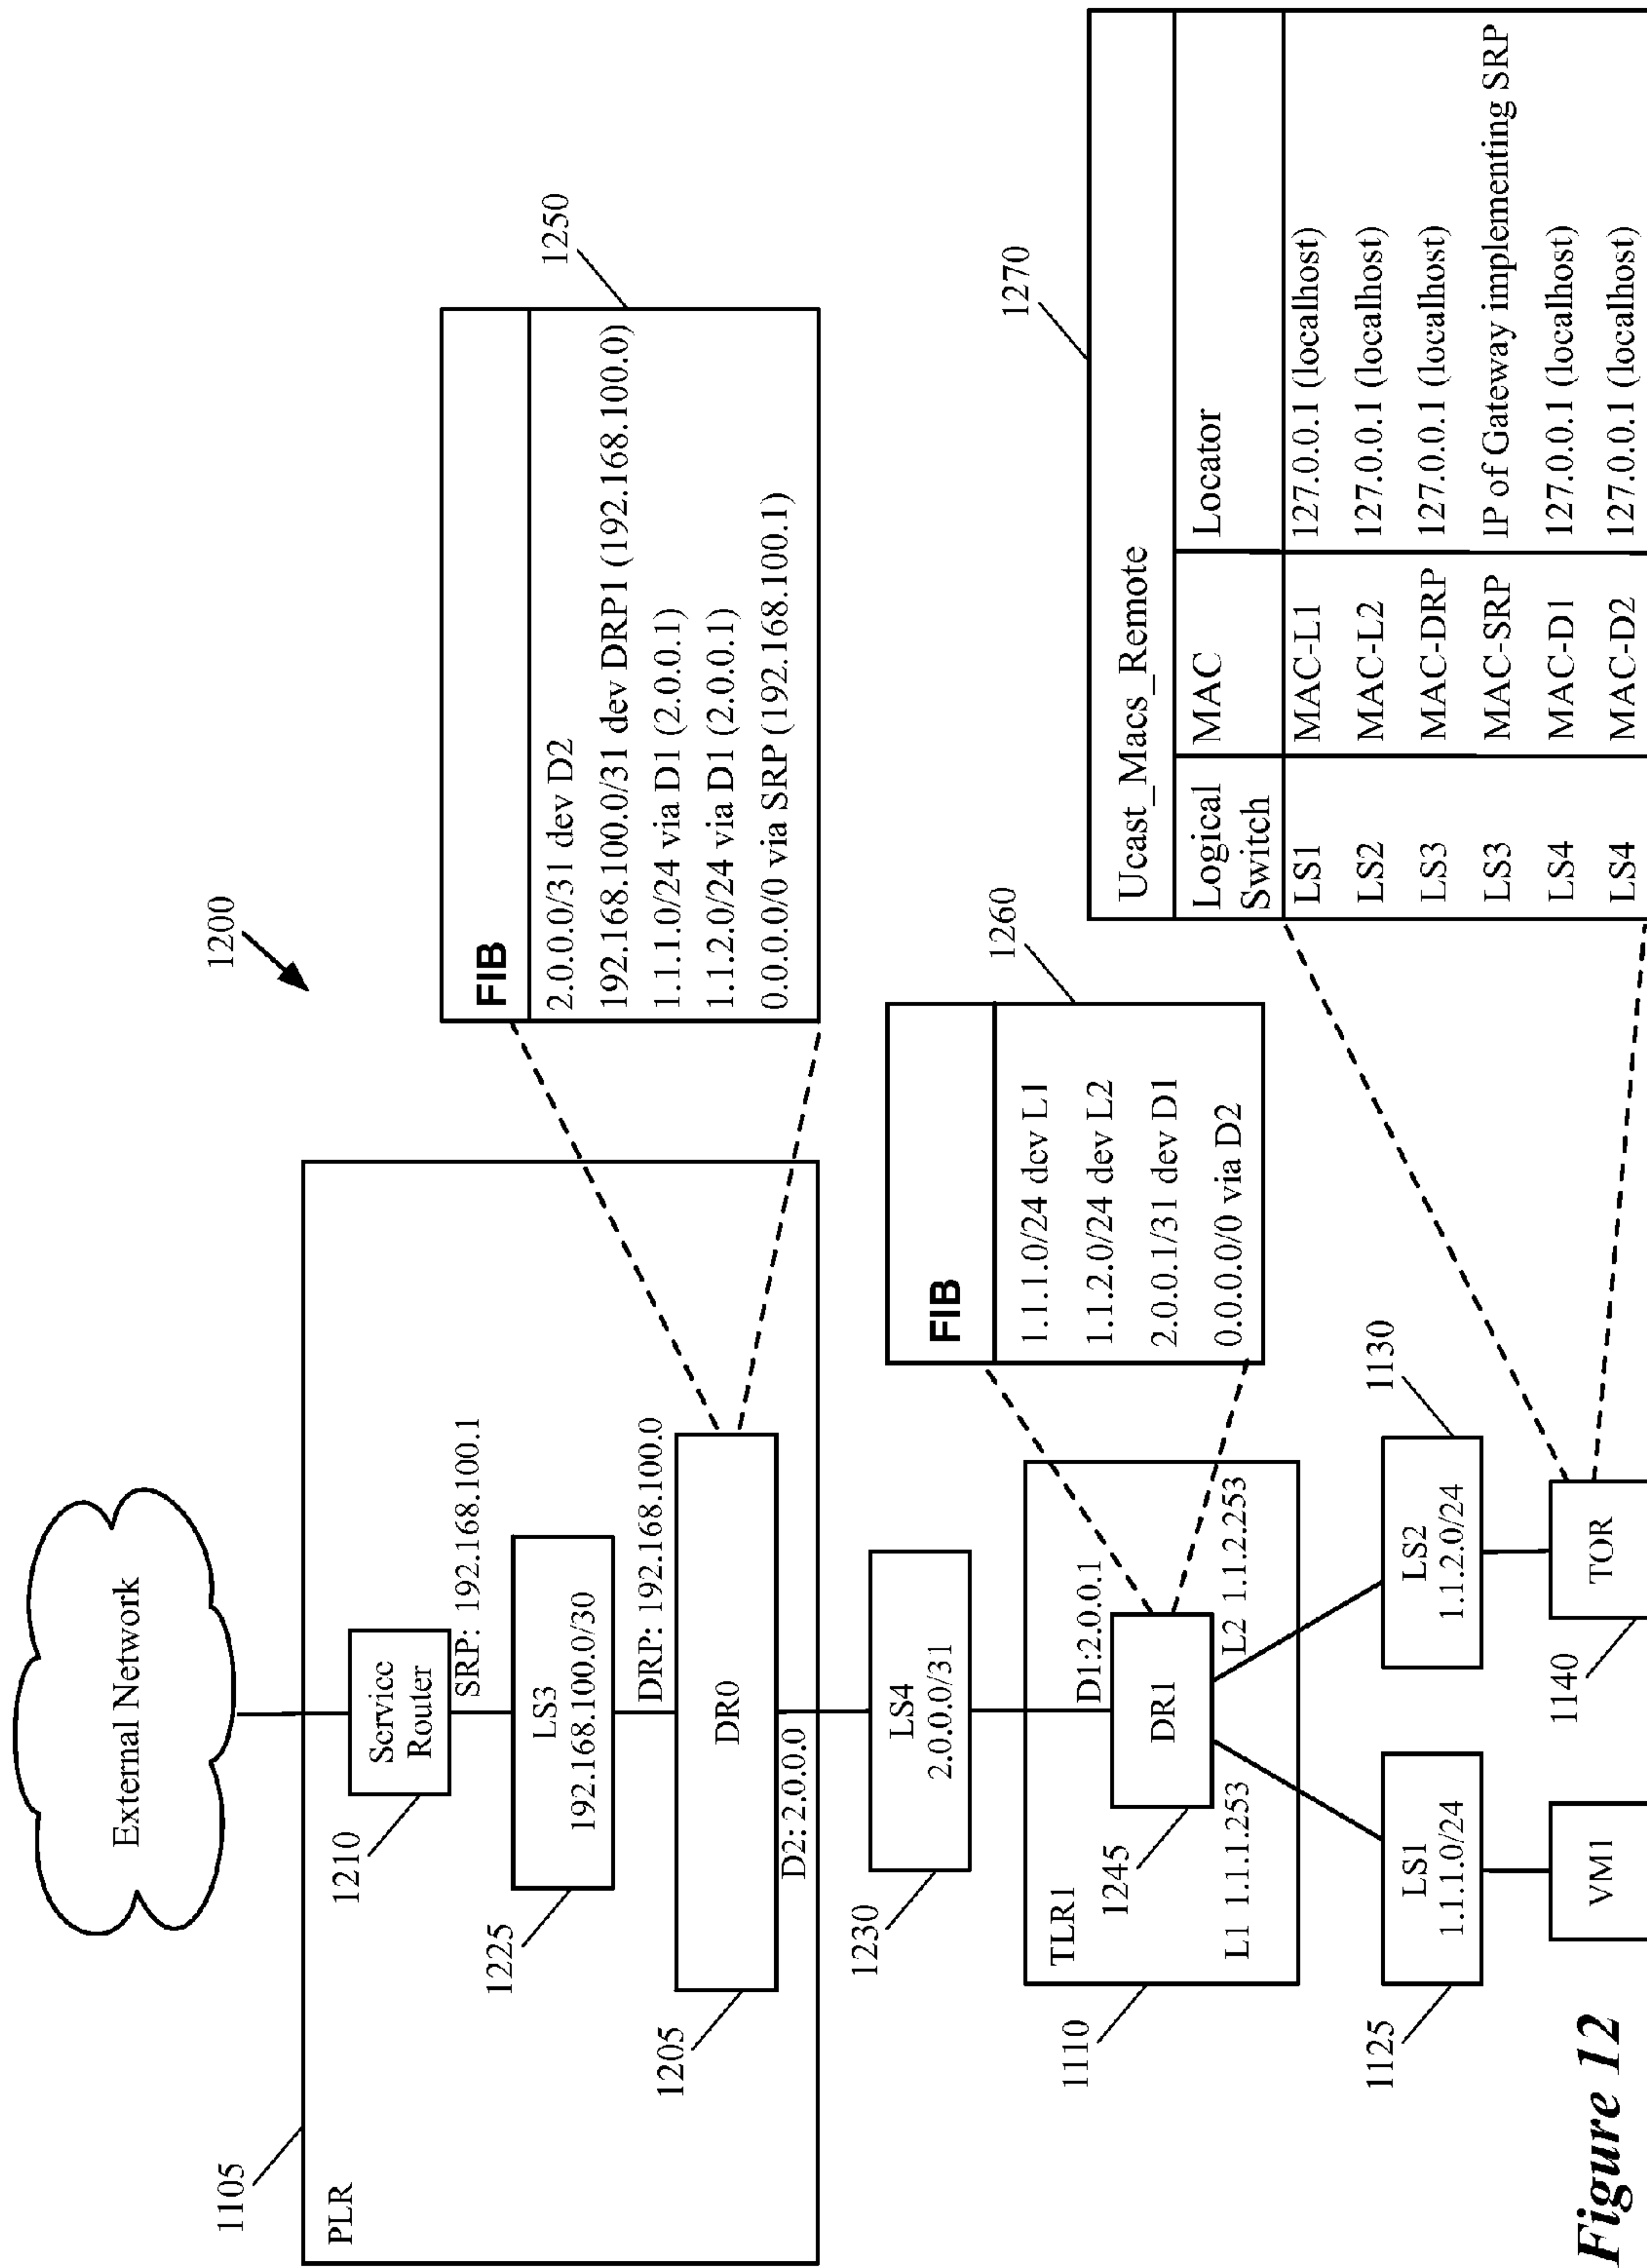 1200
External Network
1105
PLR
1210
Service
Router
SRP: 192.168.100.1
1225
LS3
192.168.100.0/30
DRP: 192.168.100.0
1205
DR0
D2: 2.0.0.0
1250
FIB
2.0.0.0/31 dev D2
192.168.100.0/31 dev DRP1 (192.168.100.0)
1.1.1.0/24 via D1 (2.0.0.1)
1.1.2.0/24 via D1 (2.0.0.1)
0.0.0.0/0 via SRP (192.168.100.1)
1230
LS4
2.0.0.0/31
1110
TLR1
D1:2.0.0.1
1245
DR1
L1 1.1.1.253
L2 1.1.2.253
1260
FIB
1.1.1.0/24 dev L1
1.1.2.0/24 dev L2
2.0.0.1/31 dev D1
0.0.0.0/0 via D2
1125
LS1
1.1.1.0/24
1130
LS2
1.1.2.0/24
VM1
1140
TOR
1270
Ucast_Macs_Remote
Logical Switch MAC Locator
LS1 MAC-L1 127.0.0.1 (localhost)
LS2 MAC-L2 127.0.0.1 (localhost)
LS3 MAC-DRP 127.0.0.1 (localhost)
LS3 MAC-SRP IP of Gateway implementing SRP
LS4 MAC-D1 127.0.0.1 (localhost)
LS4 MAC-D2 127.0.0.1 (localhost)
Figure 12